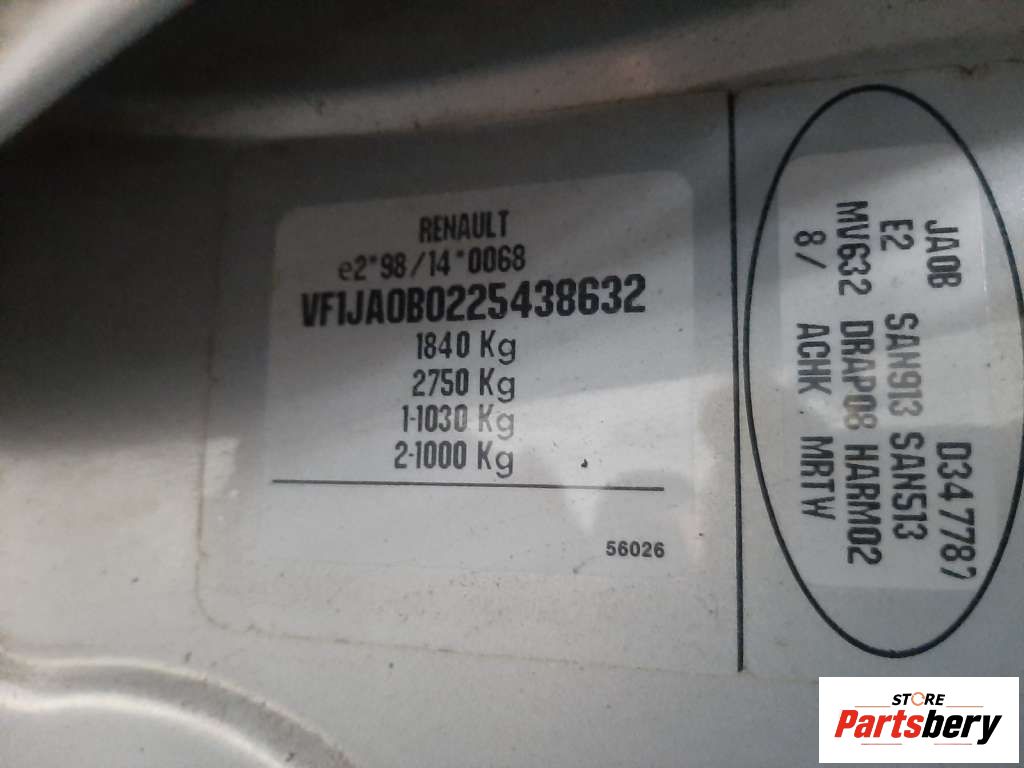 RENAULT
e2*98/14*0068
VF1JA0B0225438632
1840 Kg
2750 Kg
1-1030 Kg
2-1000 Kg
56026
JA0B D347787
E2 SAN913 SAN513
MV632 DRAP08 HARM02
8/ ACHK MRTW
STORE
Partsbery